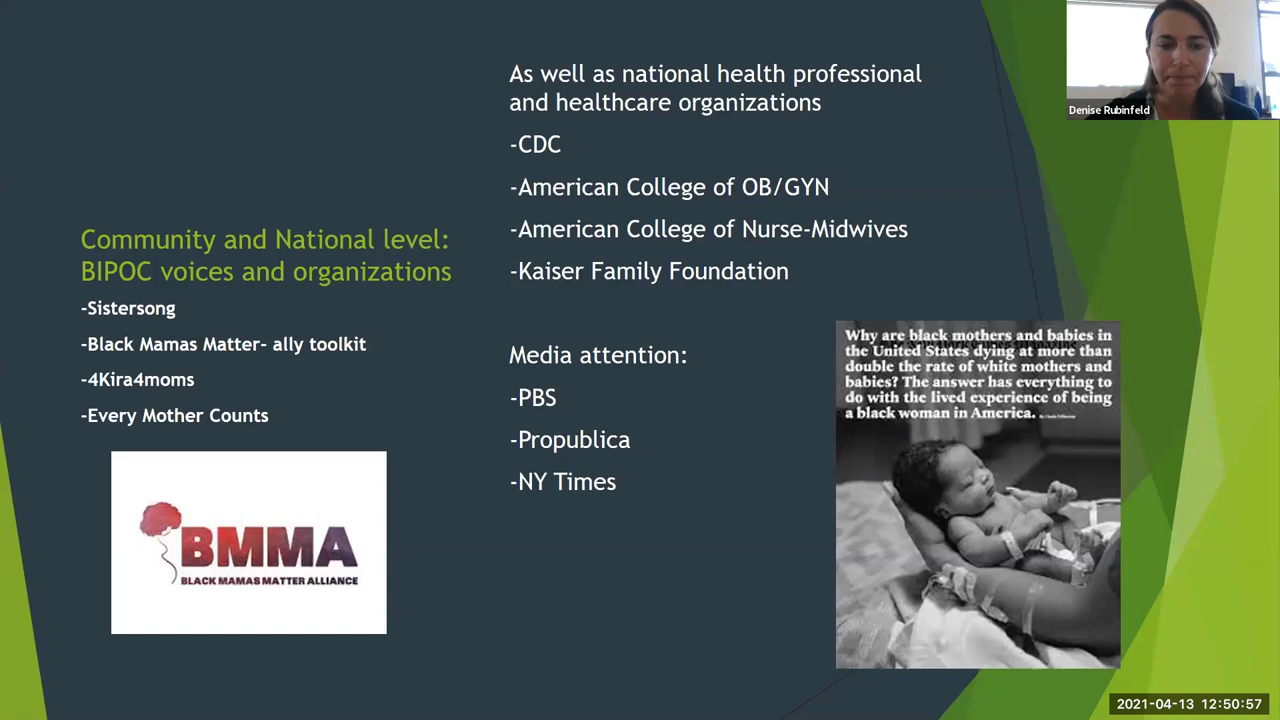 Community and National level:
BIPOC voices and organizations
-Sistersong
-Black Mamas Matter- ally toolkit
-4Kira4moms
-Every Mother Counts
BMMA
BLACK MAMAS MATTER ALLIANCE
As well as national health professional
and healthcare organizations
-CDC
-American College of OB/GYN
-American College of Nurse-Midwives
-Kaiser Family Foundation
Media attention:
-PBS
-Propublica
-NY Times
Why are black mothers and babies in
the United States dying at more than
double the rate of white mothers and
babies? The answer has everything to
do with the lived experience of being
a black woman in America.
Denise Rubinfeld
2021-04-13 12:50:57